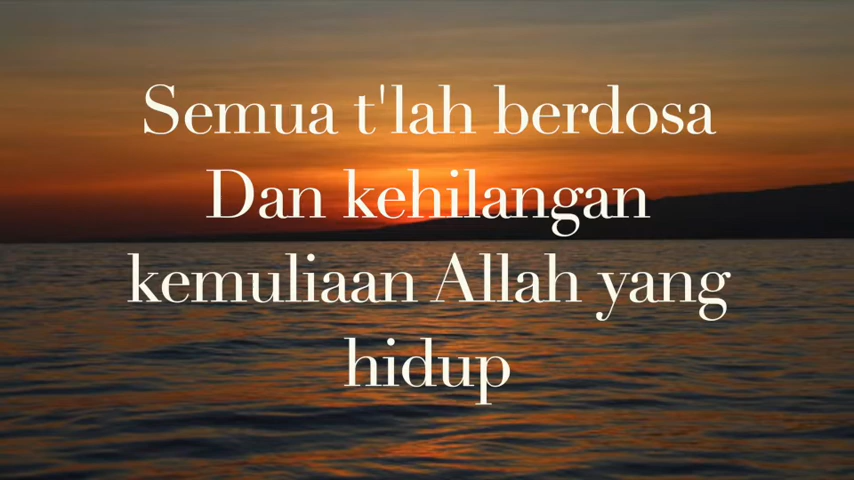 Semua t'lah berdosa
Dan kehilangan
kemuliaan Allah yang
hidup